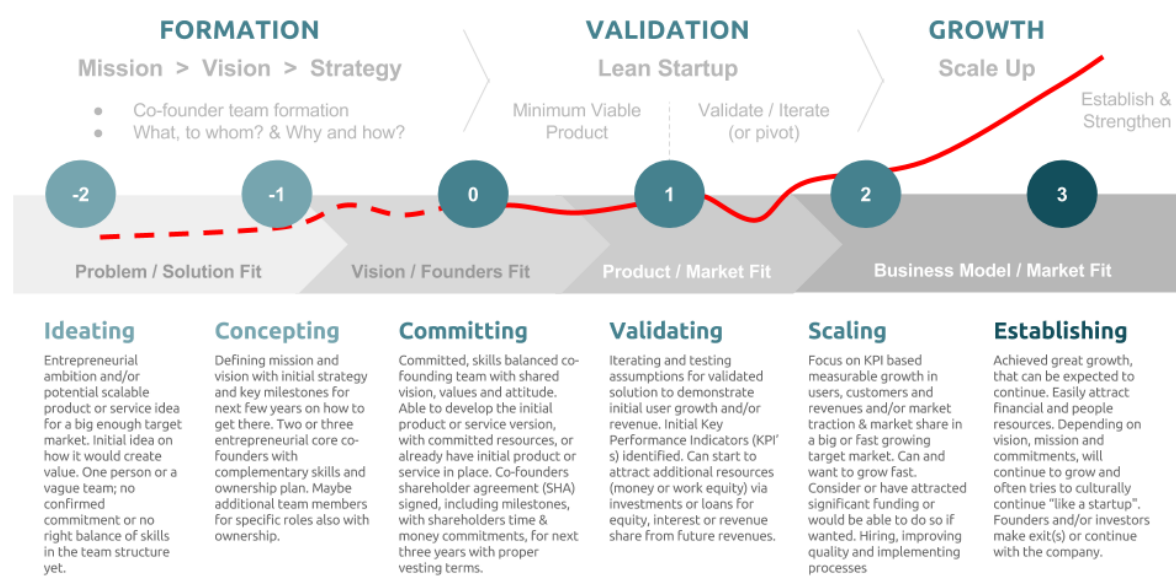 FORMATION
Mission > Vision > Strategy
● Co-founder team formation
● What, to whom? & Why and how?
VALIDATION
Lean Startup
Minimum Viable
Product
Validate / Iterate
(or pivot)
GROWTH
Scale Up
Establish &
Strengthen
-2
-1
0
1
2
3
Problem / Solution Fit
Vision / Founders Fit
Product / Market Fit
Business Model / Market Fit
Ideating
Entrepreneurial
ambition and/or
potential scalable
product or service idea
for a big enough target
market. Initial idea on
how it would create
value. One person or a
vague team; no
confirmed
commitment or no
right balance of skills
in the team structure
yet.
Concepting
Defining mission and
vision with initial strategy
and key milestones for
next few years on how to
get there. Two or three
entrepreneurial core co-
founders with
complementary skills and
ownership plan. Maybe
additional team members
for specific roles also with
ownership.
Committing
Committed, skills balanced co-
founding team with shared
vision, values and attitude.
Able to develop the initial
product or service version,
with committed resources, or
already have initial product or
service in place. Co-founders
shareholder agreement (SHA)
signed, including milestones,
with shareholders time &
money commitments, for next
three years with proper
vesting terms.
Validating
Iterating and testing
assumptions for validated
solution to demonstrate
initial user growth and/or
revenue. Initial Key
Performance Indicators (KPI’
s) identified. Can start to
attract additional resources
(money or work equity) via
investments or loans for
equity, interest or revenue
share from future revenues.
Scaling
Focus on KPI based
measurable growth in
users, customers and
revenues and/or market
traction & market share in
a big or fast growing
target market. Can and
want to grow fast.
Consider or have attracted
significant funding or
would be able to do so if
wanted. Hiring, improving
quality and implementing
processes
Establishing
Achieved great growth,
that can be expected to
continue. Easily attract
financial and people
resources. Depending on
vision, mission and
commitments, will
continue to grow and
often tries to culturally
continue “like a startup”.
Founders and/or investors
make exit(s) or continue
with the company.